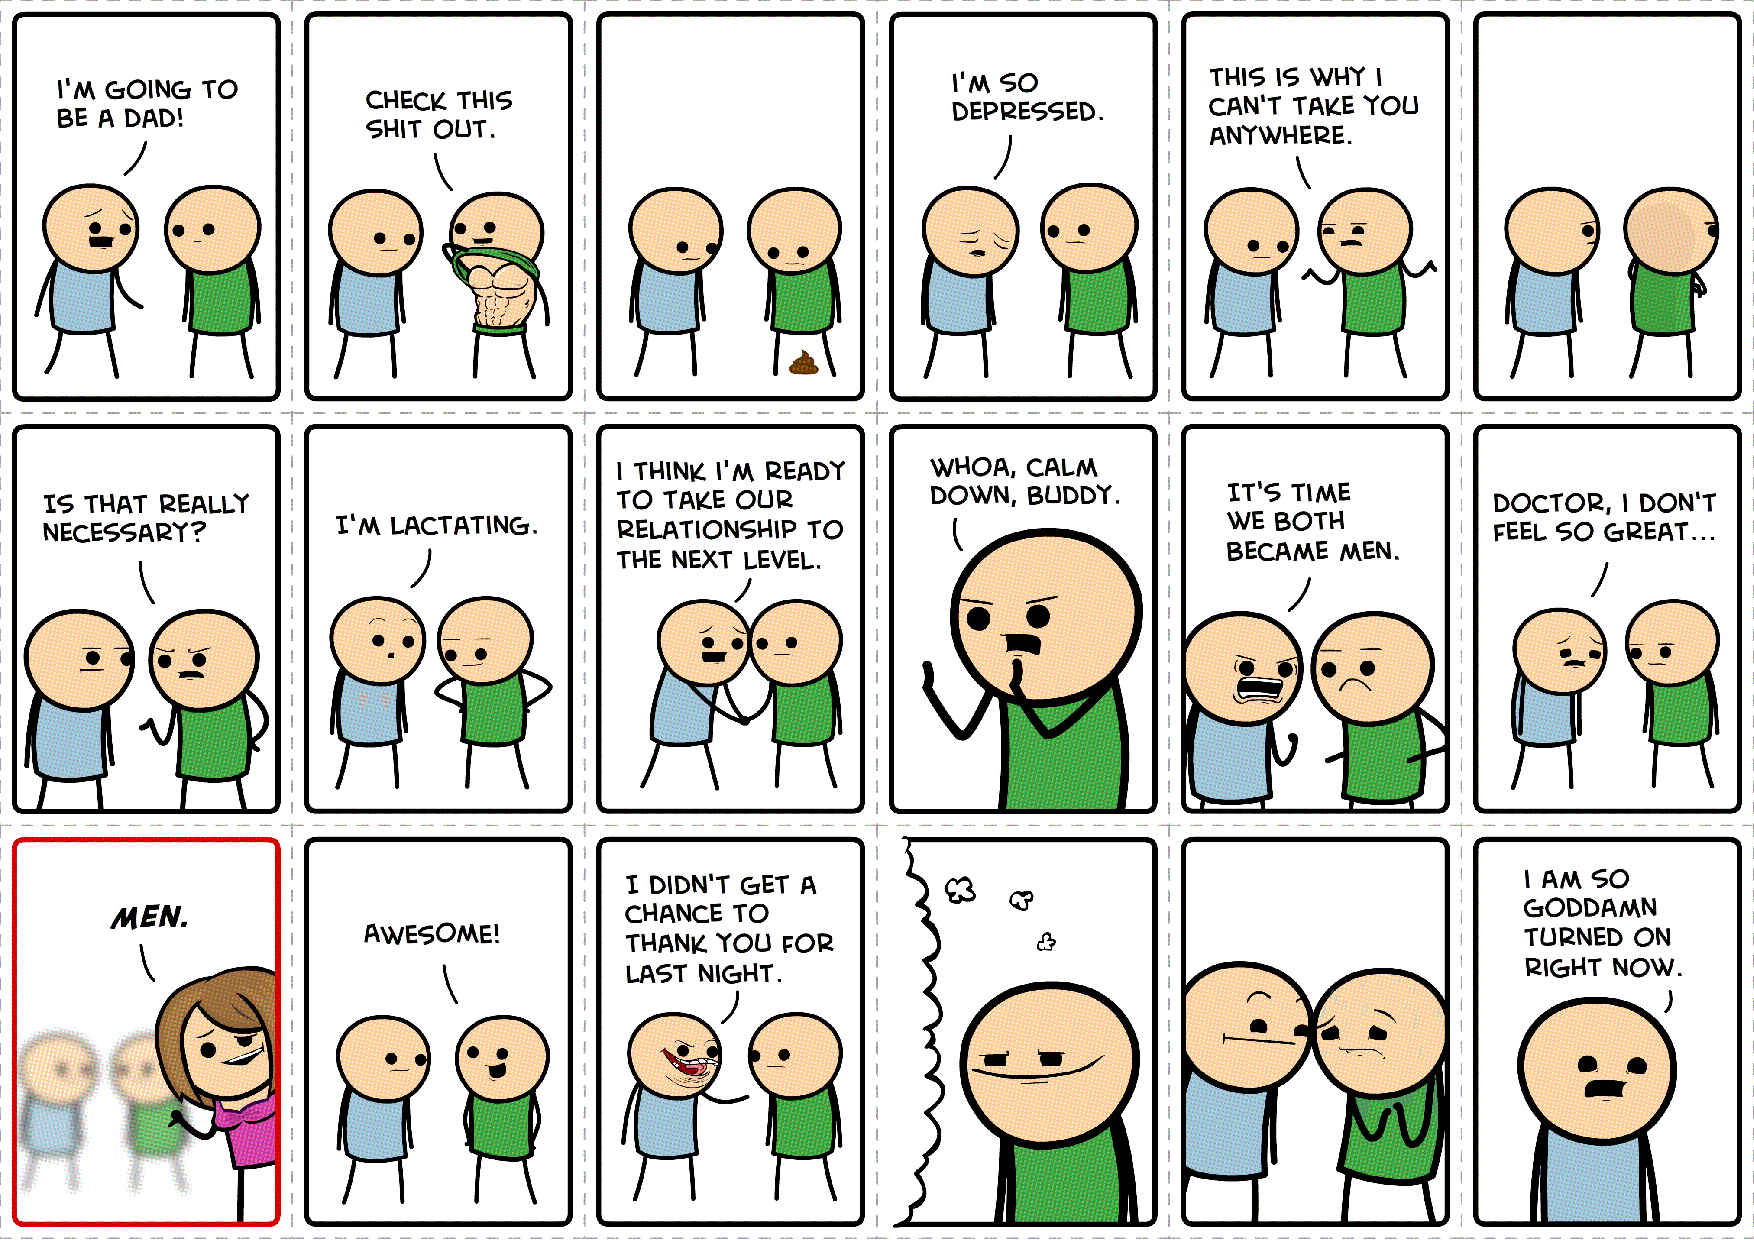 I'M GOING TO
BE A DAD!
CHECK THIS
SHIT OUT.
I'M SO
DEPRESSED.
THIS IS WHY I
CAN'T TAKE YOU
ANYWHERE.
IS THAT REALLY
NECESSARY?
I'M LACTATING.
I THINK I'M READY
TO TAKE OUR
RELATIONSHIP TO
THE NEXT LEVEL.
WHOA, CALM
DOWN, BUDDY.
IT'S TIME
WE BOTH
BECAME MEN.
DOCTOR, I DON'T
FEEL SO GREAT...
MEN.
AWESOME!
I DIDN'T GET A
CHANCE TO
THANK YOU FOR
LAST NIGHT.
I AM SO
GODDAMN
TURNED ON
RIGHT NOW.